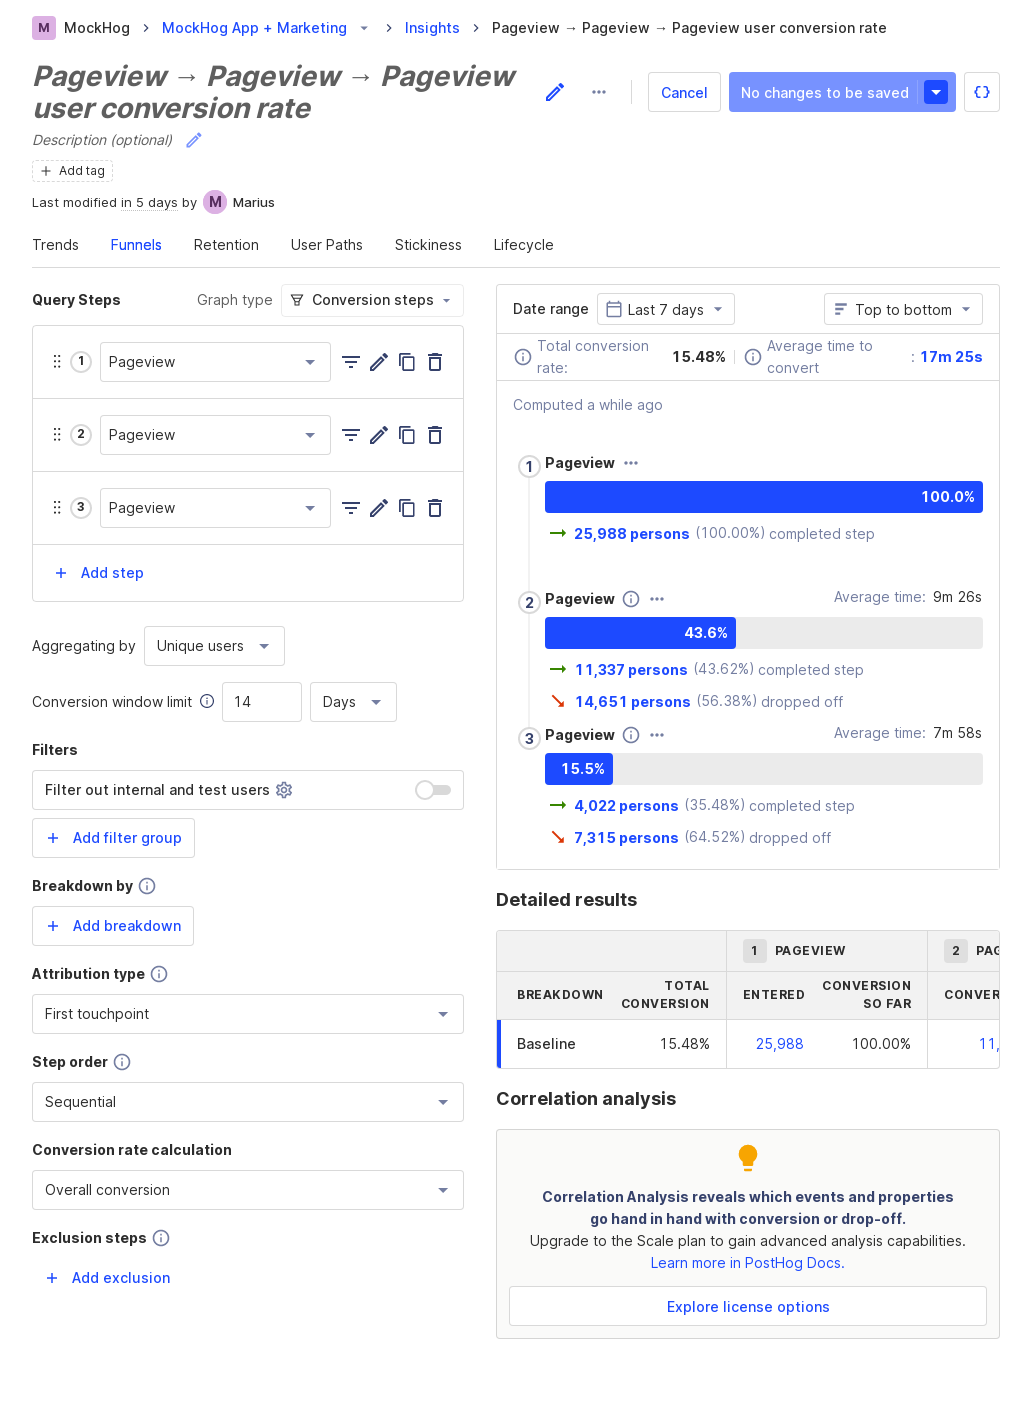 M MockHog MockHog App + Marketing Insights Pageview → Pageview → Pageview user conversion rate
Pageview → Pageview → Pageview
user conversion rate
Cancel
No changes to be saved
Description (optional)
Add tag
Last modified in 5 days by M Marius
Trends Funnels Retention User Paths Stickiness Lifecycle
Query Steps
Graph type Conversion steps
1 Pageview
2 Pageview
3 Pageview
Add step
Aggregating by Unique users
Conversion window limit 14 Days
Filters
Filter out internal and test users
Add filter group
Breakdown by
Add breakdown
Attribution type
First touchpoint
Step order
Sequential
Conversion rate calculation
Overall conversion
Exclusion steps
Add exclusion
Date range Last 7 days Top to bottom
Total conversion
rate:
15.48%
Average time to
convert
: 17m 25s
Computed a while ago
1 Pageview
100.0%
25,988 persons (100.00%) completed step
2 Pageview Average time: 9m 26s
43.6%
11,337 persons (43.62%) completed step
14,651 persons (56.38%) dropped off
3 Pageview Average time: 7m 58s
15.5%
4,022 persons (35.48%) completed step
7,315 persons (64.52%) dropped off
Detailed results
1 PAGEVIEW 2 PAG
BREAKDOWN
TOTAL
CONVERSION
ENTERED
CONVERSION
SO FAR
CONVER
Baseline 15.48% 25,988 100.00% 11,
Correlation analysis
Correlation Analysis reveals which events and properties
go hand in hand with conversion or drop-off.
Upgrade to the Scale plan to gain advanced analysis capabilities.
Learn more in PostHog Docs.
Explore license options